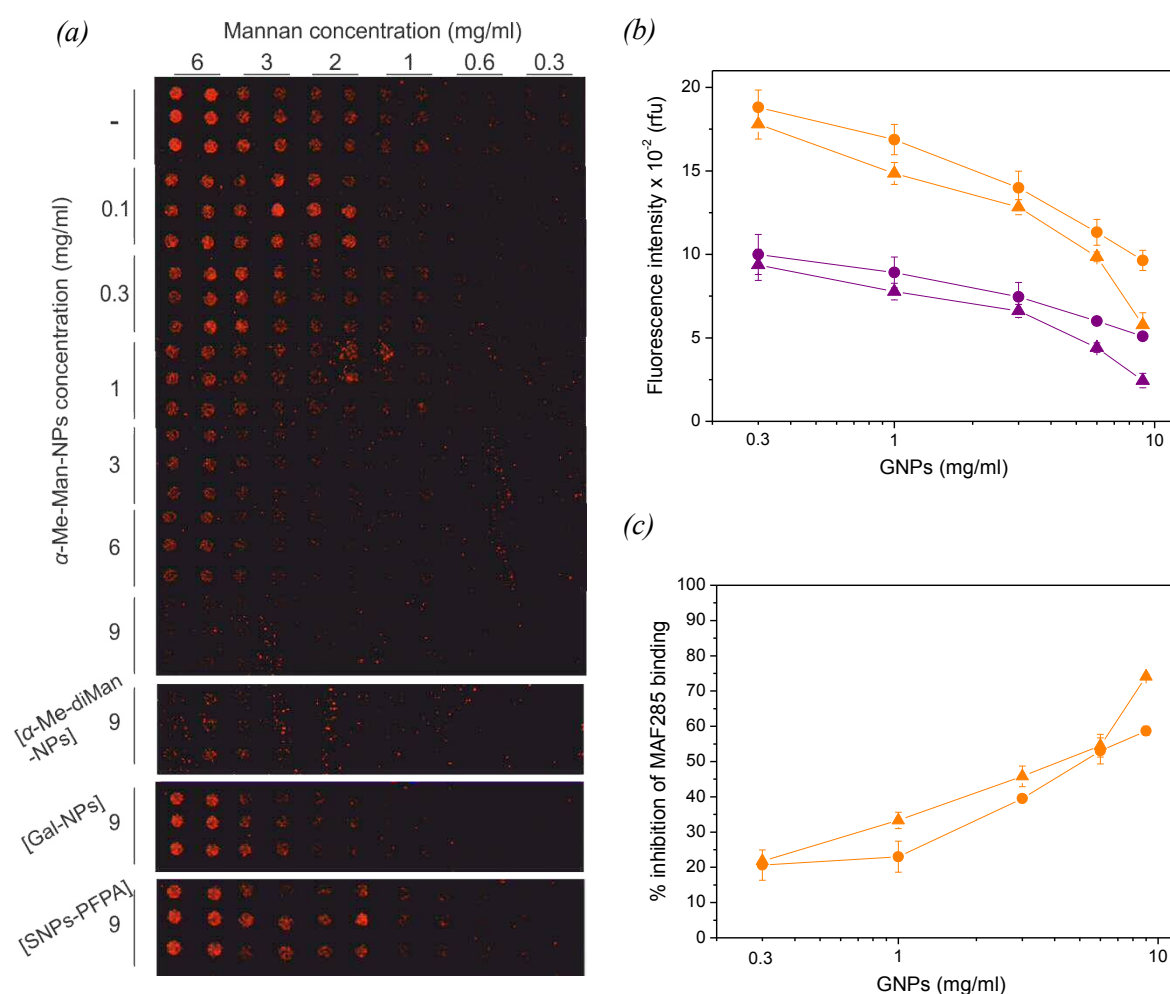 (a)
Mannan concentration (mg/ml)
6 3 2 1 0.6 0.3
α-Me-Man-NPs concentration (mg/ml)
-
0.1
0.3
1
3
6
9
[α-Me-diMan
-NPs]
9
[Gal-NPs]
9
[SNPs-PFPA]
9
(b)
Fluorescence intensity x 10⁻² (rfu)
20
15
10
5
0
0.3 1 10
GNPs (mg/ml)
(c)
% inhibition of MAF285 binding
100
90
80
70
60
50
40
30
20
10
0
0.3 1 10
GNPs (mg/ml)